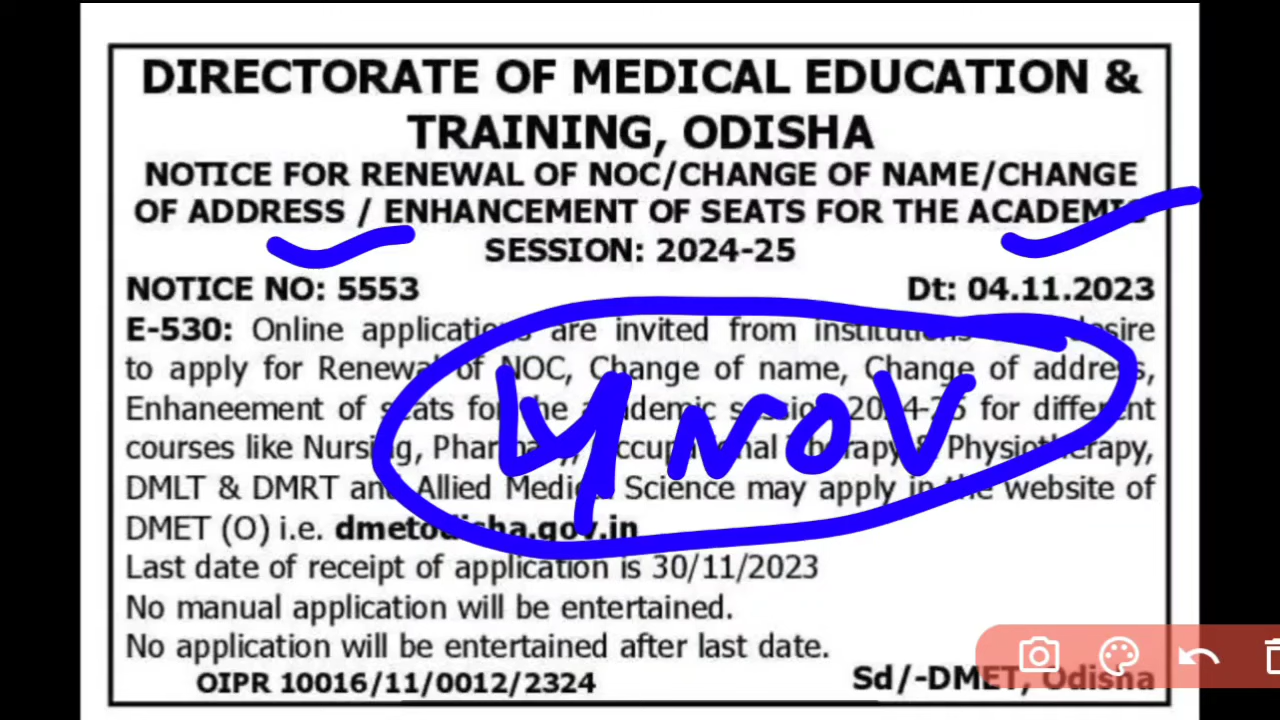 DIRECTORATE OF MEDICAL EDUCATION &
TRAINING, ODISHA
NOTICE FOR RENEWAL OF NOC/CHANGE OF NAME/CHANGE
OF ADDRESS / ENHANCEMENT OF SEATS FOR THE ACADEMIC
SESSION: 2024-25
NOTICE NO: 5553 Dt: 04.11.2023
E-530: Online applications are invited from institutions desire
to apply for Renewal of NOC, Change of name, Change of address,
Enhaneement of seats for the academic session 2024-25 for different
courses like Nursing, Pharmacy, Occupational Therapy & Physiotherapy,
DMLT & DMRT and Allied Medical Science may apply in the website of
DMET (O) i.e. dmetodisha.gov.in
4 NOV
Last date of receipt of application is 30/11/2023
No manual application will be entertained.
No application will be entertained after last date.
OIPR 10016/11/0012/2324 Sd/-DMET, Odisha